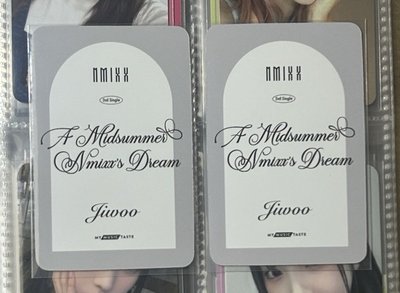 NMIXX
3rd Single
A Midsummer
Nmixx's Dream
Jiwoo
MY MUSIC TASTE
NMIXX
3rd Single
A Midsummer
Nmixx's Dream
Jiwoo
MY MUSIC TASTE